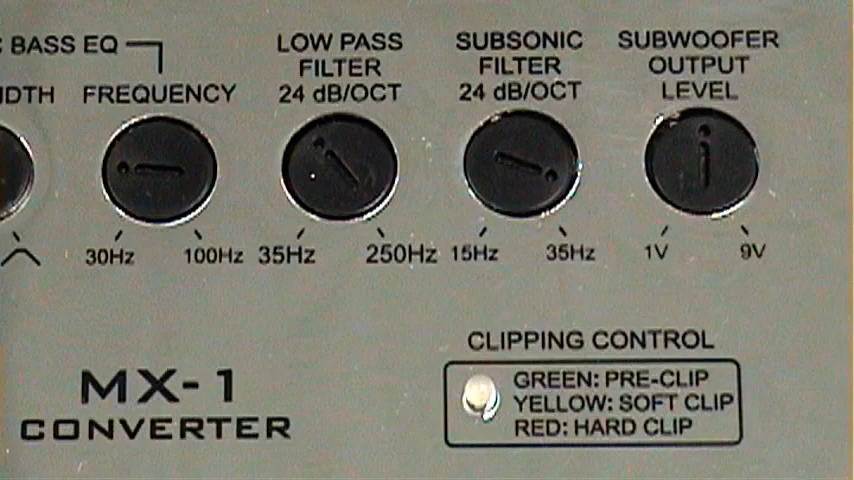 BASS EQ
FREQUENCY
LOW PASS
FILTER
24 dB/OCT
SUBSONIC
FILTER
24 dB/OCT
SUBWOOFER
OUTPUT
LEVEL
30Hz
100Hz
35Hz
250Hz
15Hz
35Hz
1V
9V
CLIPPING CONTROL
GREEN: PRE-CLIP
YELLOW: SOFT CLIP
RED: HARD CLIP
MX-1
CONVERTER